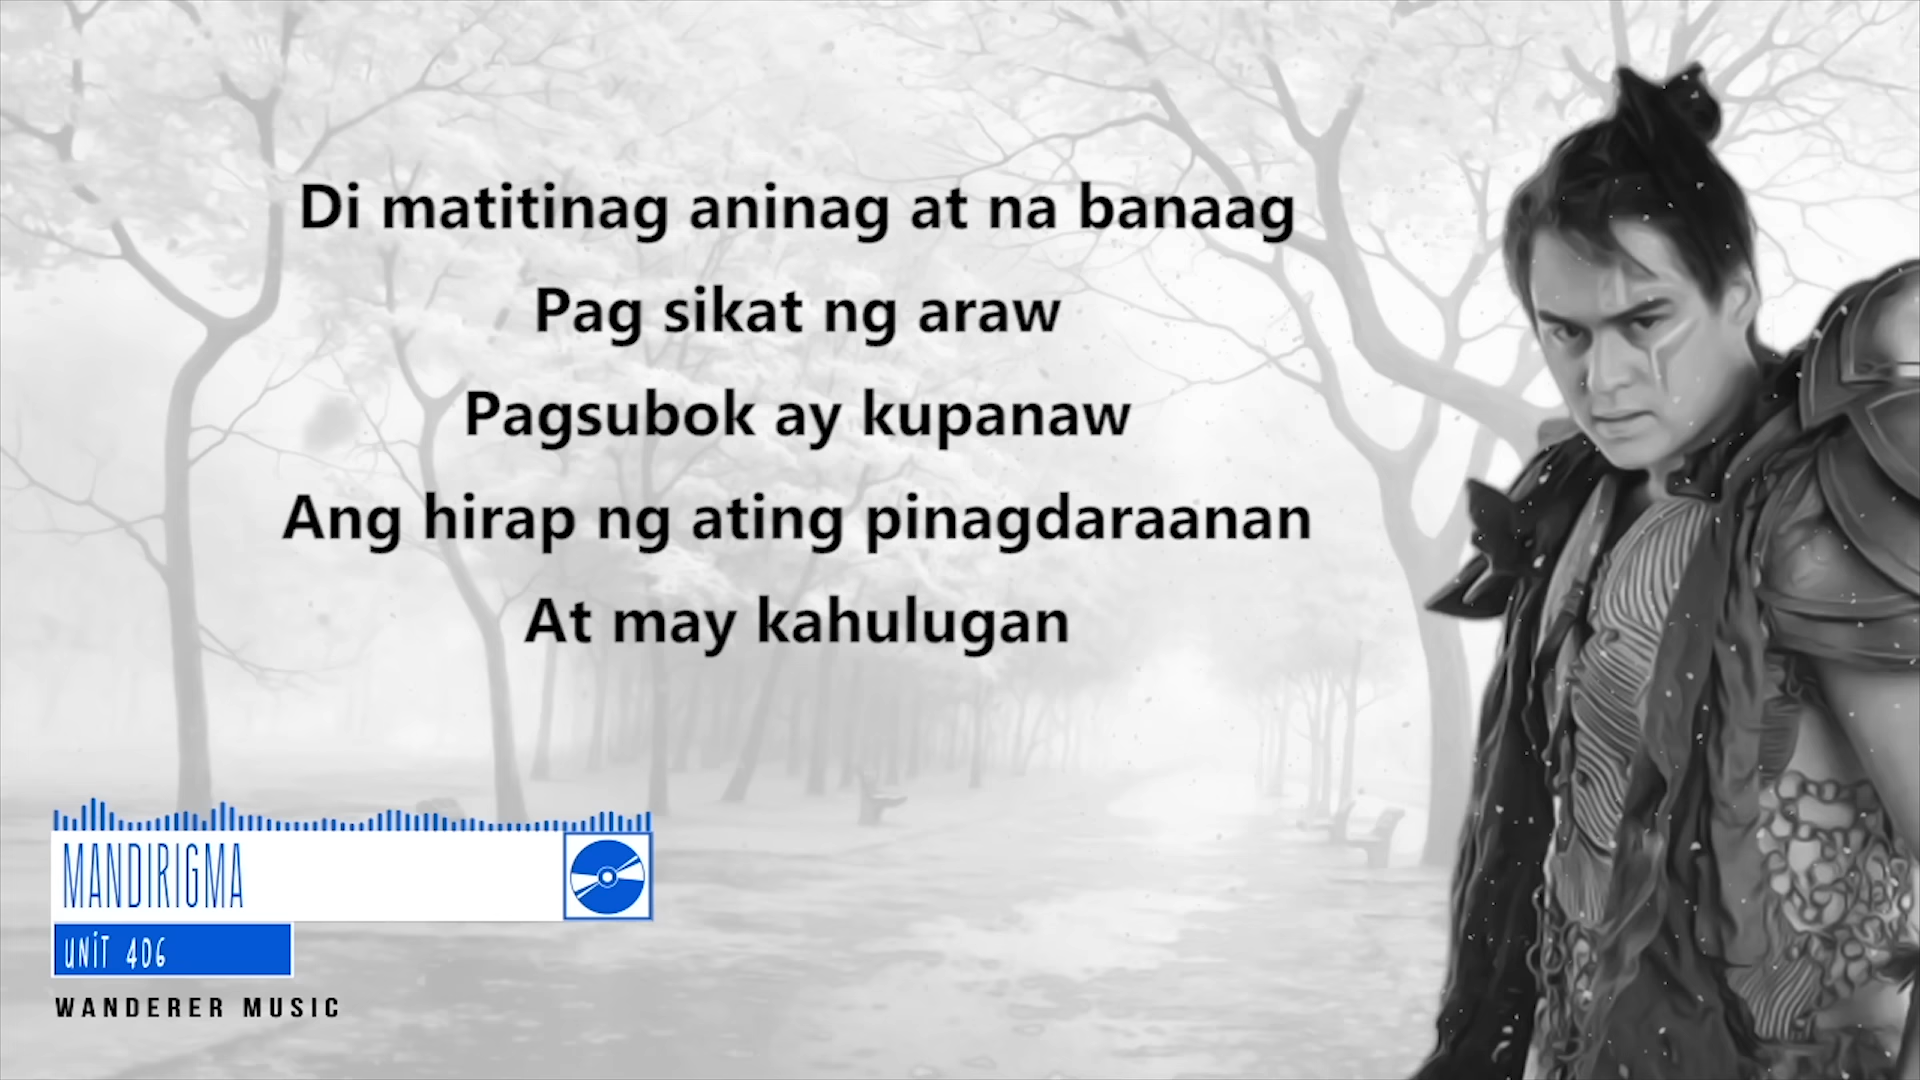 Di matitinag aninag at na banaag
Pag sikat ng araw
Pagsubok ay kupanaw
Ang hirap ng ating pinagdaraanan
At may kahulugan
MANDIRIGMA
UNIT 406
WANDERER MUSIC